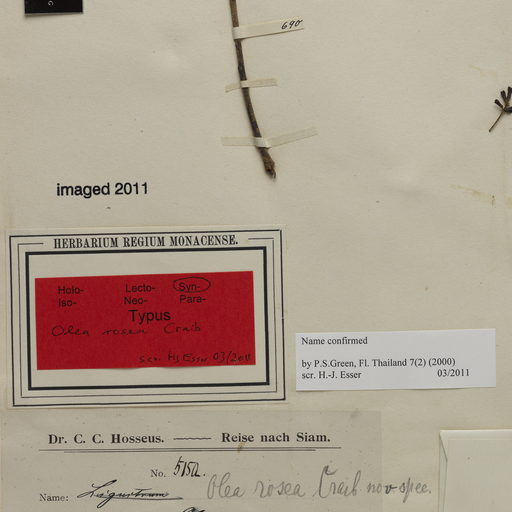 G
690
imaged 2011
HERBARIUM REGIUM MONACENSE.
Holo- Lecto- Syn-
Iso- Neo- Para-
Typus
Olea rosea Craib
scr. HJEsser 03/2011
Name confirmed
by P.S.Green, Fl. Thailand 7(2) (2000)
scr. H.-J. Esser 03/2011
Dr. C. C. Hosseus. Reise nach Siam.
No. 515a.
Name: Ligustrum Olea rosea Craib nov spec.